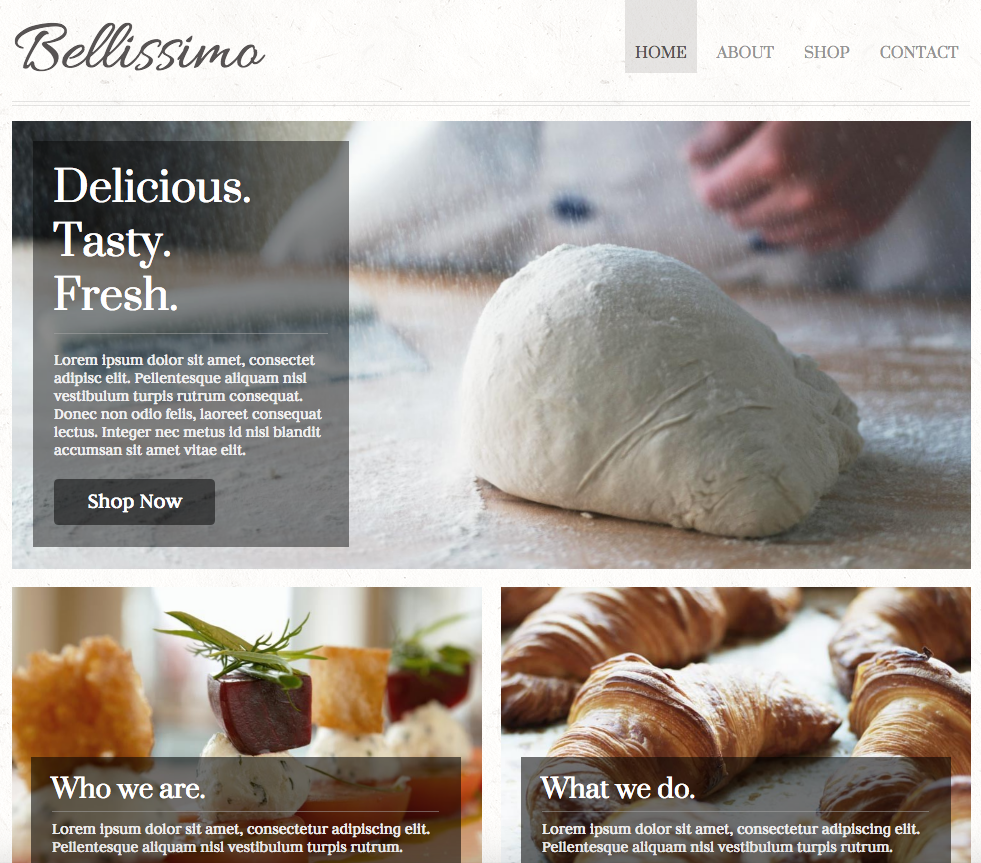 Bellissimo
HOME ABOUT SHOP CONTACT
Delicious.
Tasty.
Fresh.
Lorem ipsum dolor sit amet, consectet
adipisc elit. Pellentesque aliquam nisl
vestibulum turpis rutrum consequat.
Donec non odio felis, laoreet consequat
lectus. Integer nec metus id nisl blandit
accumsan sit amet vitae elit.
Shop Now
Who we are.
Lorem ipsum dolor sit amet, consectetur adipiscing elit.
Pellentesque aliquam nisl vestibulum turpis rutrum.
What we do.
Lorem ipsum dolor sit amet, consectetur adipiscing elit.
Pellentesque aliquam nisl vestibulum turpis rutrum.